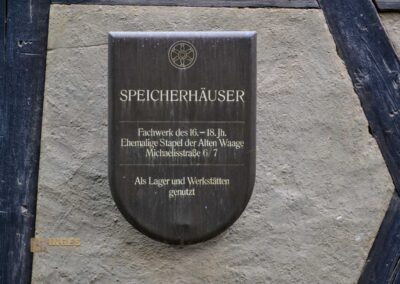 SPEICHERHÄUSER
Fachwerk des 16.–18. Jh.
Ehemalige Stapel der Alten Waage
Michaelisstraße 6/7
Als Lager und Werkstätten
genutzt